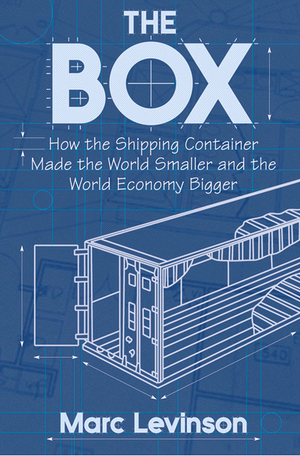 THE
BOX
How the Shipping Container
Made the World Smaller and the
World Economy Bigger
Marc Levinson